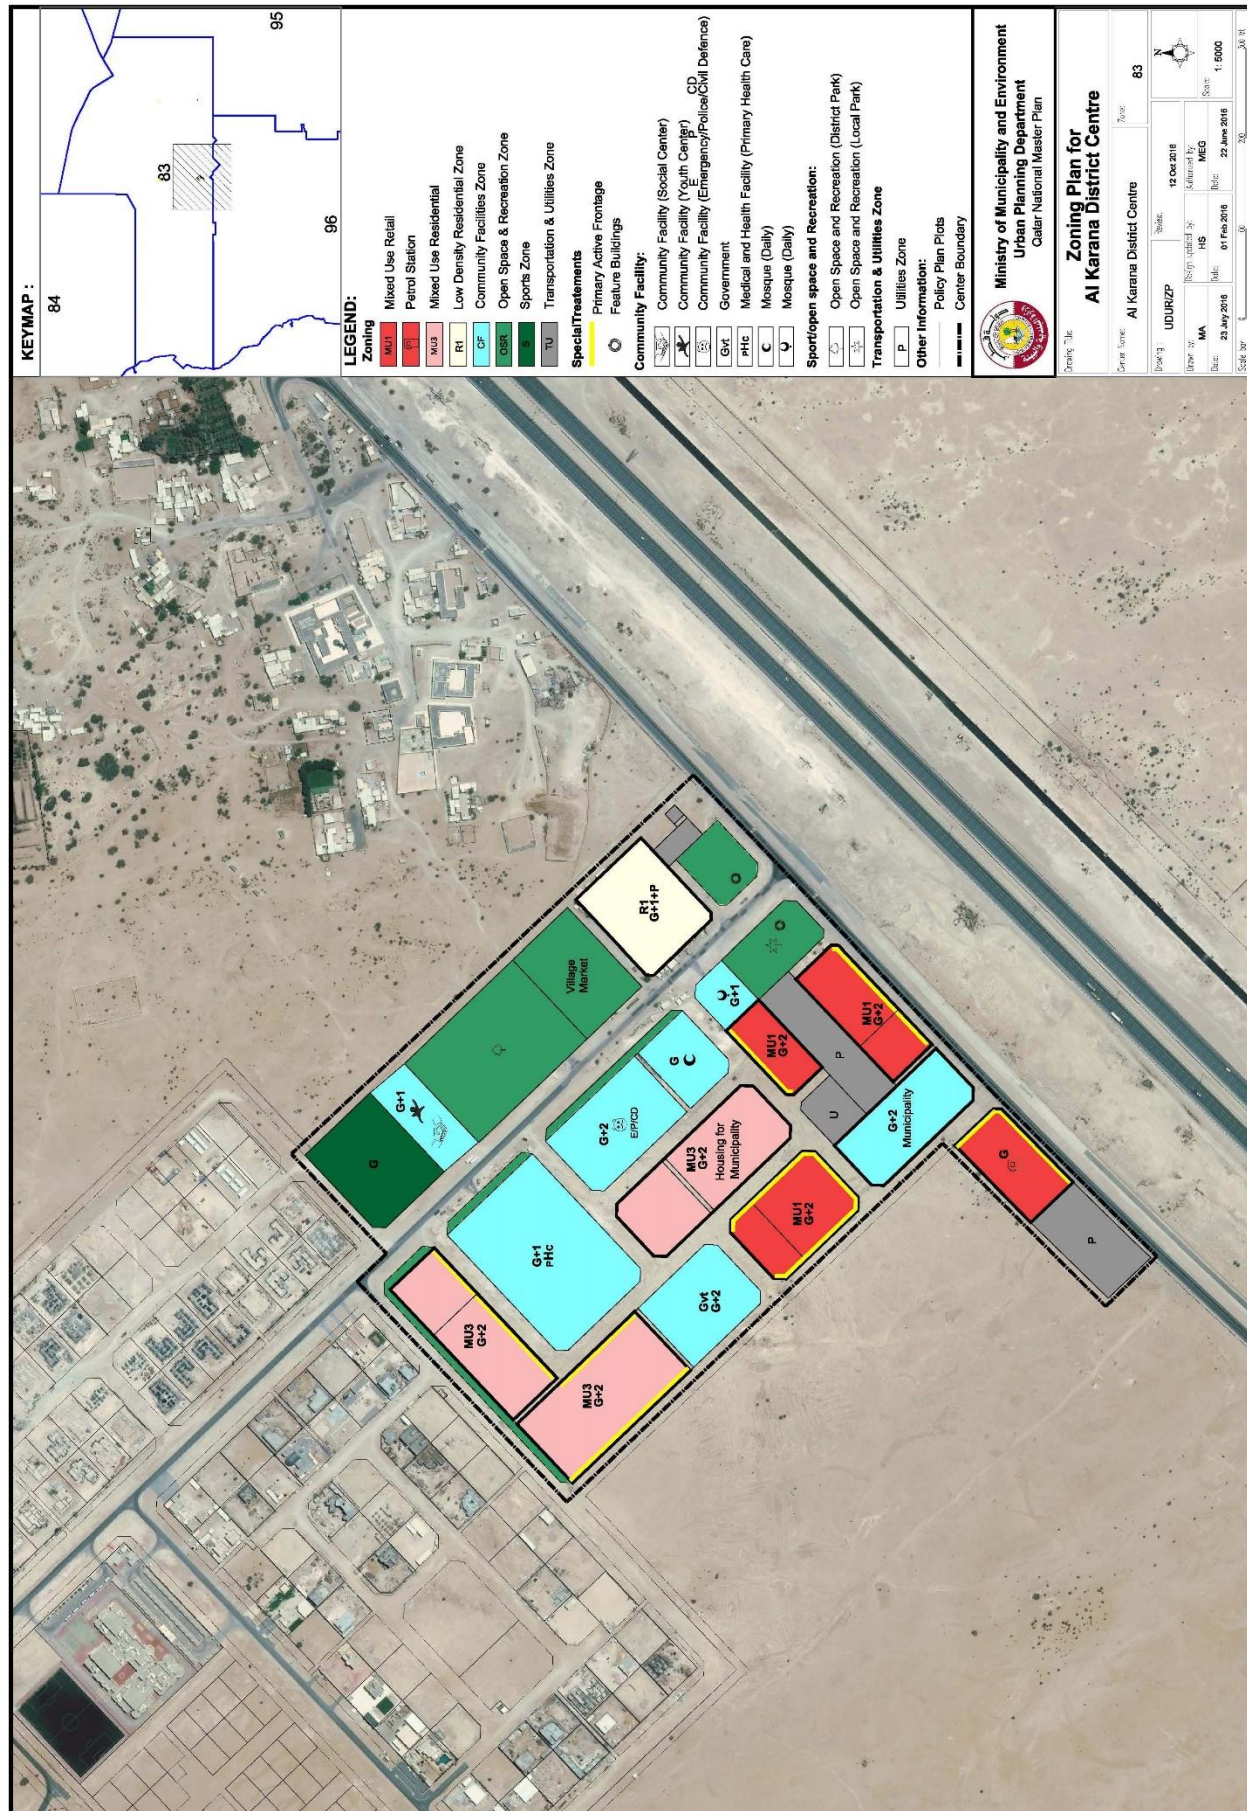 KEYMAP :
84
83
95
96
LEGEND:
Zoning
MU1 Mixed Use Retail
Petrol Station
MU3 Mixed Use Residential
R1 Low Density Residential Zone
CF Community Facilities Zone
OSR Open Space & Recreation Zone
S Sports Zone
TU Transportation & Utilities Zone
SpecialTreatements
Primary Active Frontage
Feature Buildings
Community Facility:
Community Facility (Social Center)
Community Facility (Youth Center)
E P CD
Community Facility (Emergency/Police/Civil Defence)
Gvt Government
PHc Medical and Health Facility (Primary Health Care)
Mosque (Daily)
Mosque (Daily)
Sport/open space and Recreation:
Open Space and Recreation (District Park)
Open Space and Recreation (Local Park)
Transportation & Utilities Zone
P Utilities Zone
Other Information:
Policy Plan Plots
Center Boundary
Ministry of Municipality and Environment
Urban Planning Department
Qatar National Master Plan
Drawing Title:
Zoning Plan for
Al Karana District Centre
Al Karana District Centre
83
UDUR/ZP
12 Oct 2016
N
MA
HS
MEG
Date: 23 July 2016
Date: 01 Feb 2016
Date: 22 June 2016
1: 5000
G
G+1
Village
Market
R1
G+1+P
MU3
G+2
G+1
PHc
G+2
E/P/CD
G
G+1
MU3
G+2
Gvt
G+2
MU3
G+2
Housing for
Municipality
MU1
G+2
MU1
G+2
MU1
G+2
P
U
G+2
Municipality
G
P